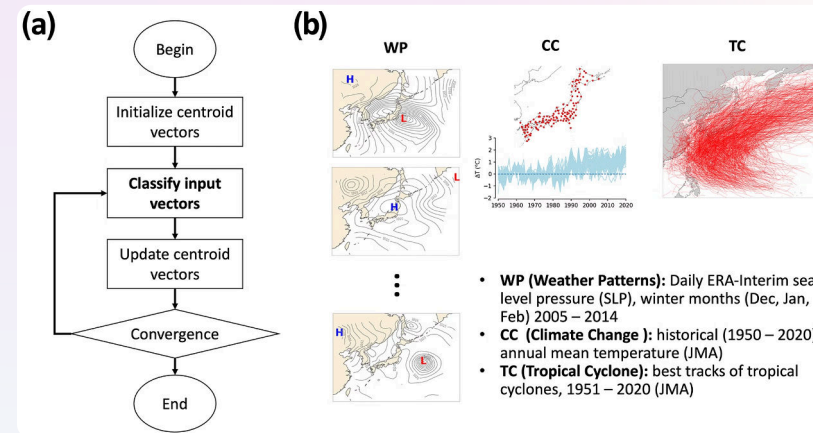 (a)
Begin
Initialize centroid
vectors
Classify input
vectors
Update centroid
vectors
Convergence
End
(b)
WP
CC
TC
H
L
L
H
H
L
ΔT (°C)
3
2
1
0
−1
−2
1950 1960 1970 1980 1990 2000 2010 2020
• WP (Weather Patterns): Daily ERA-Interim sea
level pressure (SLP), winter months (Dec, Jan,
Feb) 2005 – 2014
• CC (Climate Change ): historical (1950 – 2020)
annual mean temperature (JMA)
• TC (Tropical Cyclone): best tracks of tropical
cyclones, 1951 – 2020 (JMA)